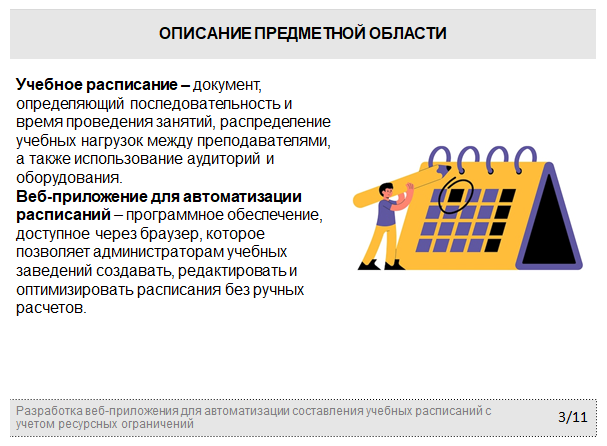 ОПИСАНИЕ ПРЕДМЕТНОЙ ОБЛАСТИ
Учебное расписание – документ,
определяющий последовательность и
время проведения занятий, распределение
учебных нагрузок между преподавателями,
а также использование аудиторий и
оборудования.
Веб-приложение для автоматизации
расписаний – программное обеспечение,
доступное через браузер, которое
позволяет администраторам учебных
заведений создавать, редактировать и
оптимизировать расписания без ручных
расчетов.
Разработка веб-приложения для автоматизации составления учебных расписаний с
учетом ресурсных ограничений
3/11